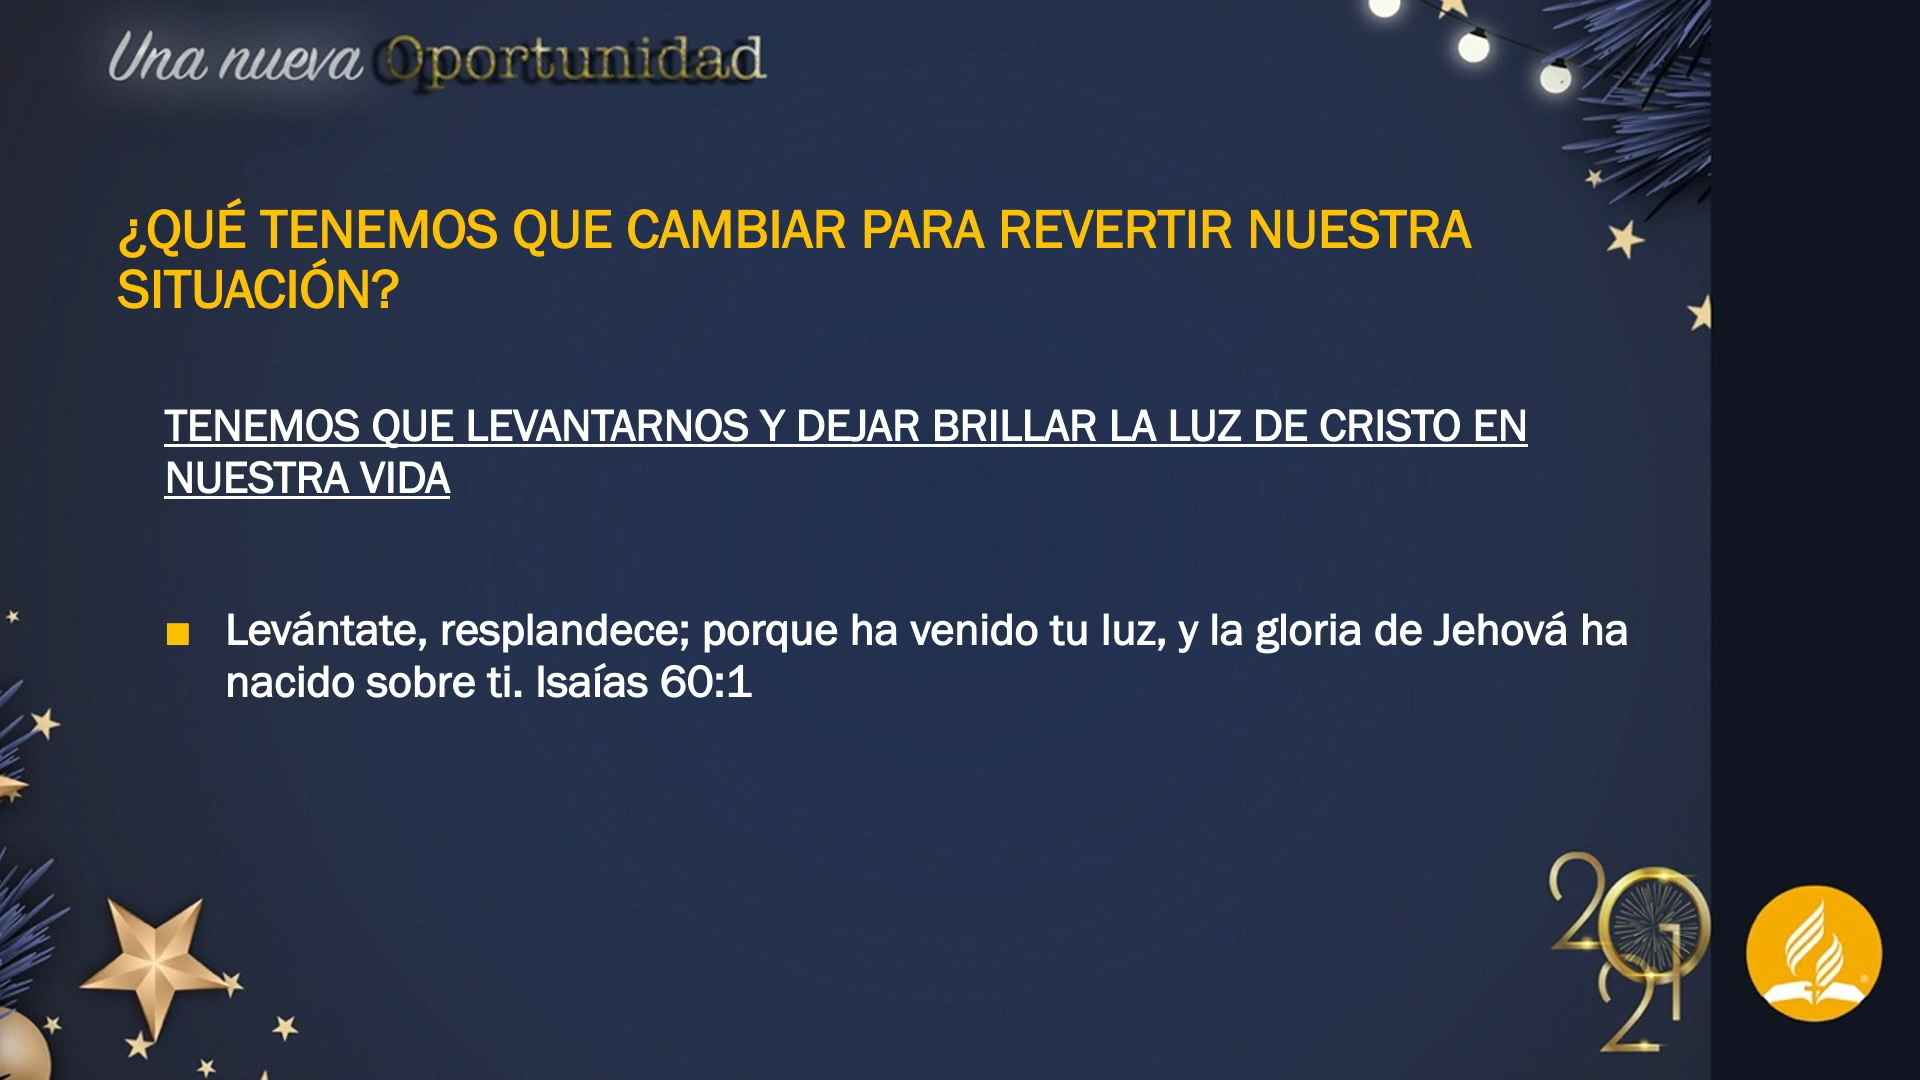 Una nueva Oportunidad
¿QUÉ TENEMOS QUE CAMBIAR PARA REVERTIR NUESTRA
SITUACIÓN?
TENEMOS QUE LEVANTARNOS Y DEJAR BRILLAR LA LUZ DE CRISTO EN
NUESTRA VIDA
■ Levántate, resplandece; porque ha venido tu luz, y la gloria de Jehová ha
nacido sobre ti. Isaías 60:1
2021